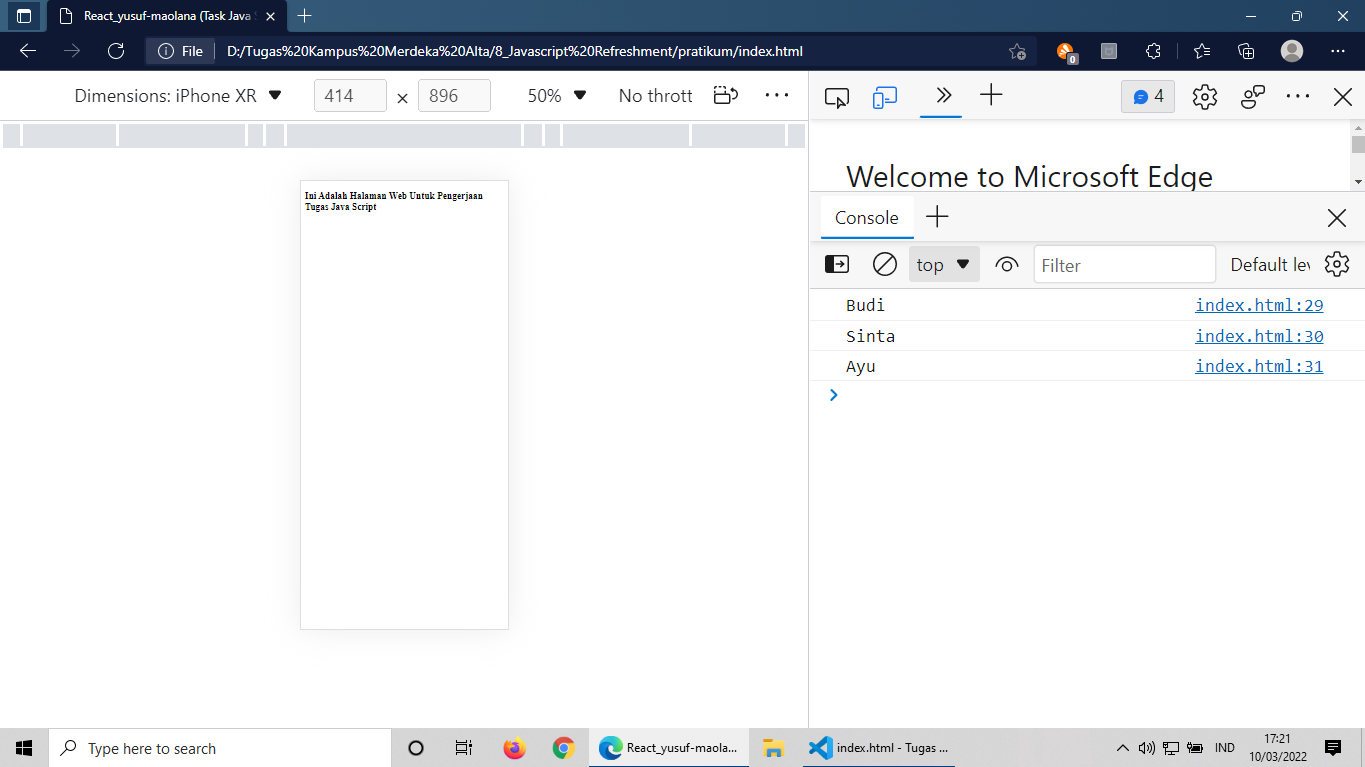 React_yusuf-maolana (Task Java S
File
D:/Tugas%20Kampus%20Merdeka%20Alta/8_Javascript%20Refreshment/pratikum/index.html
0
Dimensions: iPhone XR
414 × 896
50%
No thrott
4
Welcome to Microsoft Edge
Console
top
Filter
Default lev
Budi index.html:29
Sinta index.html:30
Ayu index.html:31
Ini Adalah Halaman Web Untuk Pengerjaan
Tugas Java Script
Type here to search
React_yusuf-maola...
index.html - Tugas ...
IND
17:21
10/03/2022